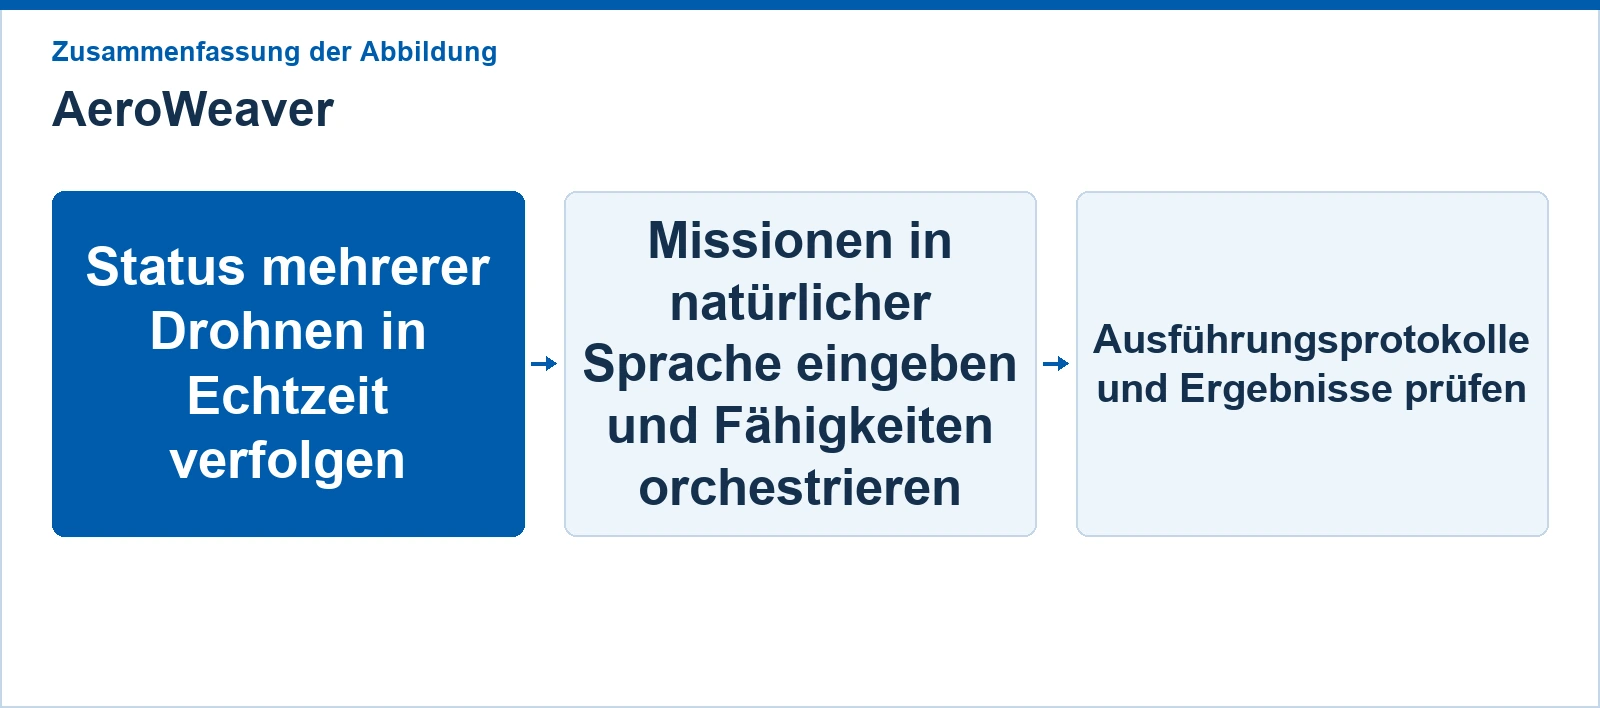 Zusammenfassung der Abbildung
AeroWeaver
Status mehrerer
Drohnen in
Echtzeit
verfolgen
Missionen in
natürlicher
Sprache eingeben
und Fähigkeiten
orchestrieren
Ausführungsprotokolle
und Ergebnisse prüfen